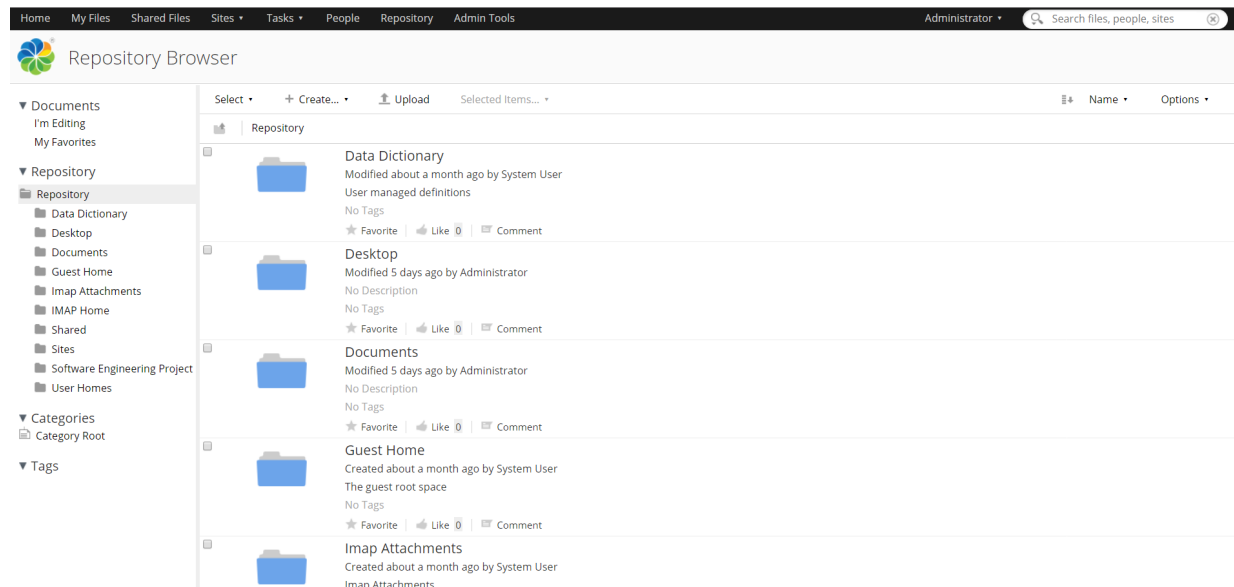 Home My Files Shared Files Sites Tasks People Repository Admin Tools Administrator Search files, people, sites
Repository Browser
Documents
I'm Editing
My Favorites
Repository
Repository
Data Dictionary
Desktop
Documents
Guest Home
Imap Attachments
IMAP Home
Shared
Sites
Software Engineering Project
User Homes
Categories
Category Root
Tags
Select + Create... Upload Selected Items... Name Options
Repository
Data Dictionary
Modified about a month ago by System User
User managed definitions
No Tags
Favorite Like 0 Comment
Desktop
Modified 5 days ago by Administrator
No Description
No Tags
Favorite Like 0 Comment
Documents
Modified 5 days ago by Administrator
No Description
No Tags
Favorite Like 0 Comment
Guest Home
Created about a month ago by System User
The guest root space
No Tags
Favorite Like 0 Comment
Imap Attachments
Created about a month ago by System User
Imap Attachments